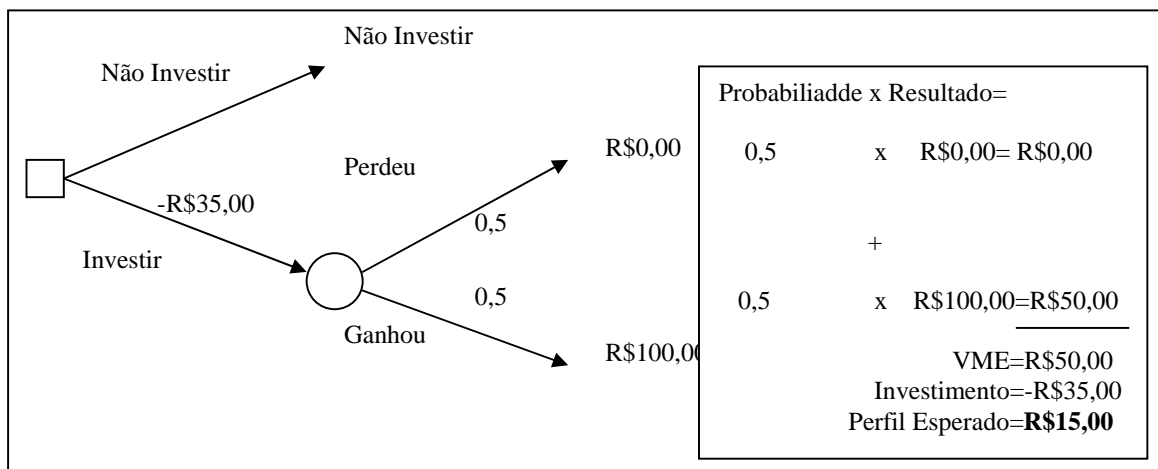 Não Investir
Não Investir
-R$35,00
Investir
Perdeu
0,5
0,5
Ganhou
R$0,00
R$100,00
Probabiliadde x Resultado=
0,5 x R$0,00= R$0,00
+
0,5 x R$100,00=R$50,00
VME=R$50,00
Investimento=-R$35,00
Perfil Esperado=R$15,00